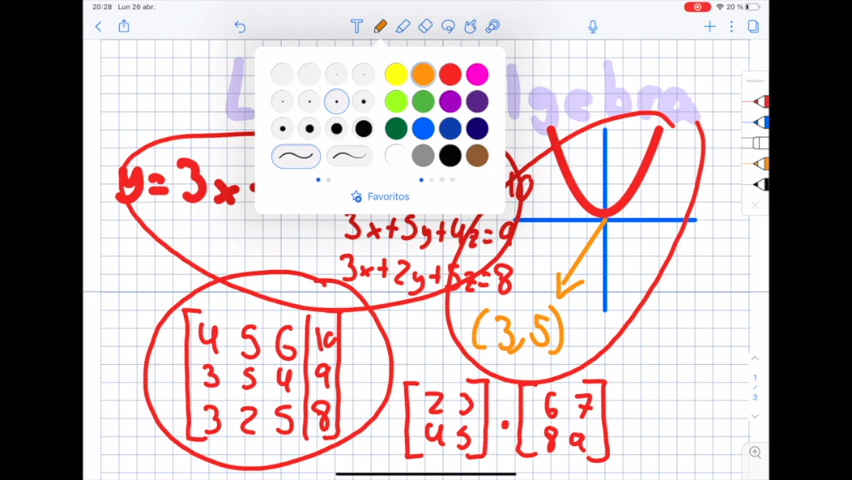 20:28 Lun 26 abr.
20 %
y = 3x
3x+5y+4z=9
3x+2y+5z=8
4 5 6 | 10
3 5 4 | 9
3 2 5 | 8
(3,5)
[2 3
4 5] · [6 7
8 9]
Favoritos
1
/
3